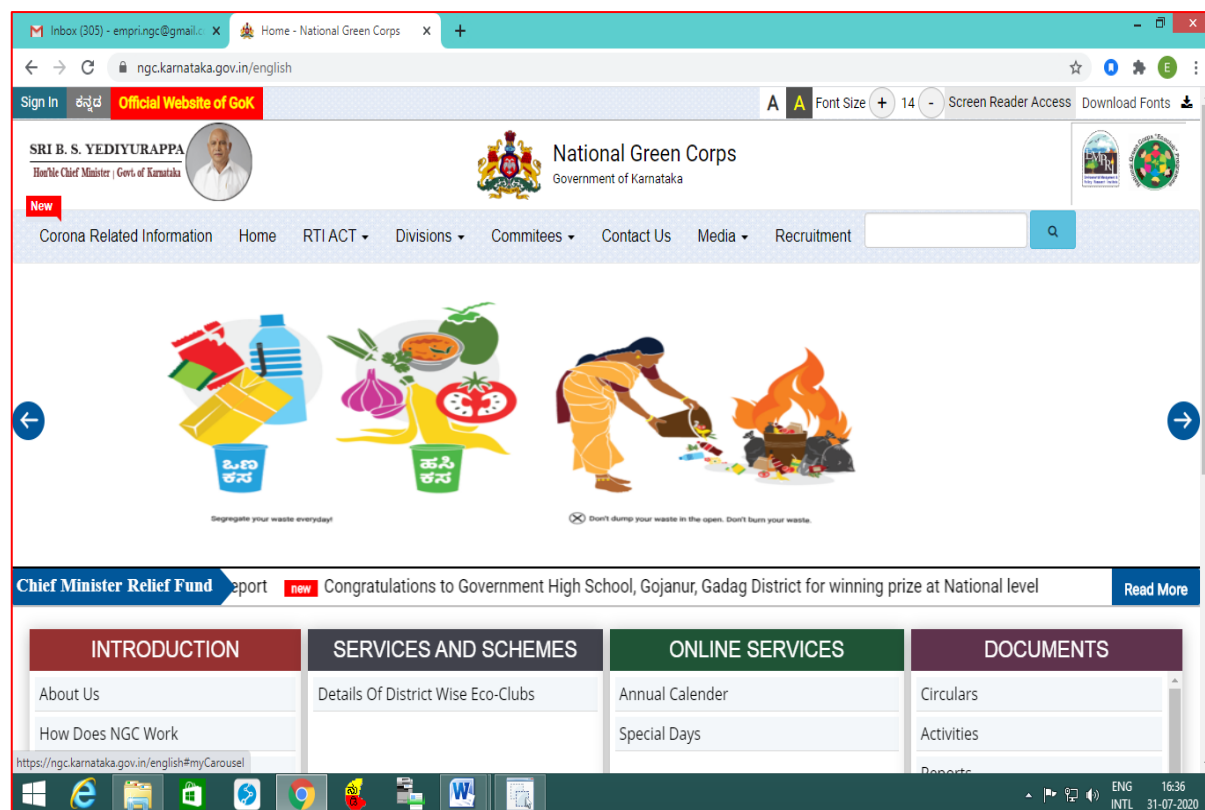 Inbox (305) - empri.ngc@gmail.c
Home - National Green Corps
ngc.karnataka.gov.in/english
E
Sign In ಕನ್ನಡ Official Website of GoK A A Font Size + 14 - Screen Reader Access Download Fonts
SRI B. S. YEDIYURAPPA
Hon'ble Chief Minister | Govt. of Karnataka
National Green Corps
Government of Karnataka
EMPRI
New
Corona Related Information Home RTI ACT Divisions Commitees Contact Us Media Recruitment
ಒಣ
ಕಸ
ಹಸಿ
ಕಸ
Segregate your waste everyday!
Don't dump your waste in the open. Don't burn your waste.
Chief Minister Relief Fund eport new Congratulations to Government High School, Gojanur, Gadag District for winning prize at National level Read More
INTRODUCTION SERVICES AND SCHEMES ONLINE SERVICES DOCUMENTS
About Us Details Of District Wise Eco-Clubs Annual Calender Circulars
How Does NGC Work Special Days Activities
Reports
https://ngc.karnataka.gov.in/english#myCarousel
ENG 16:36
INTL 31-07-2020